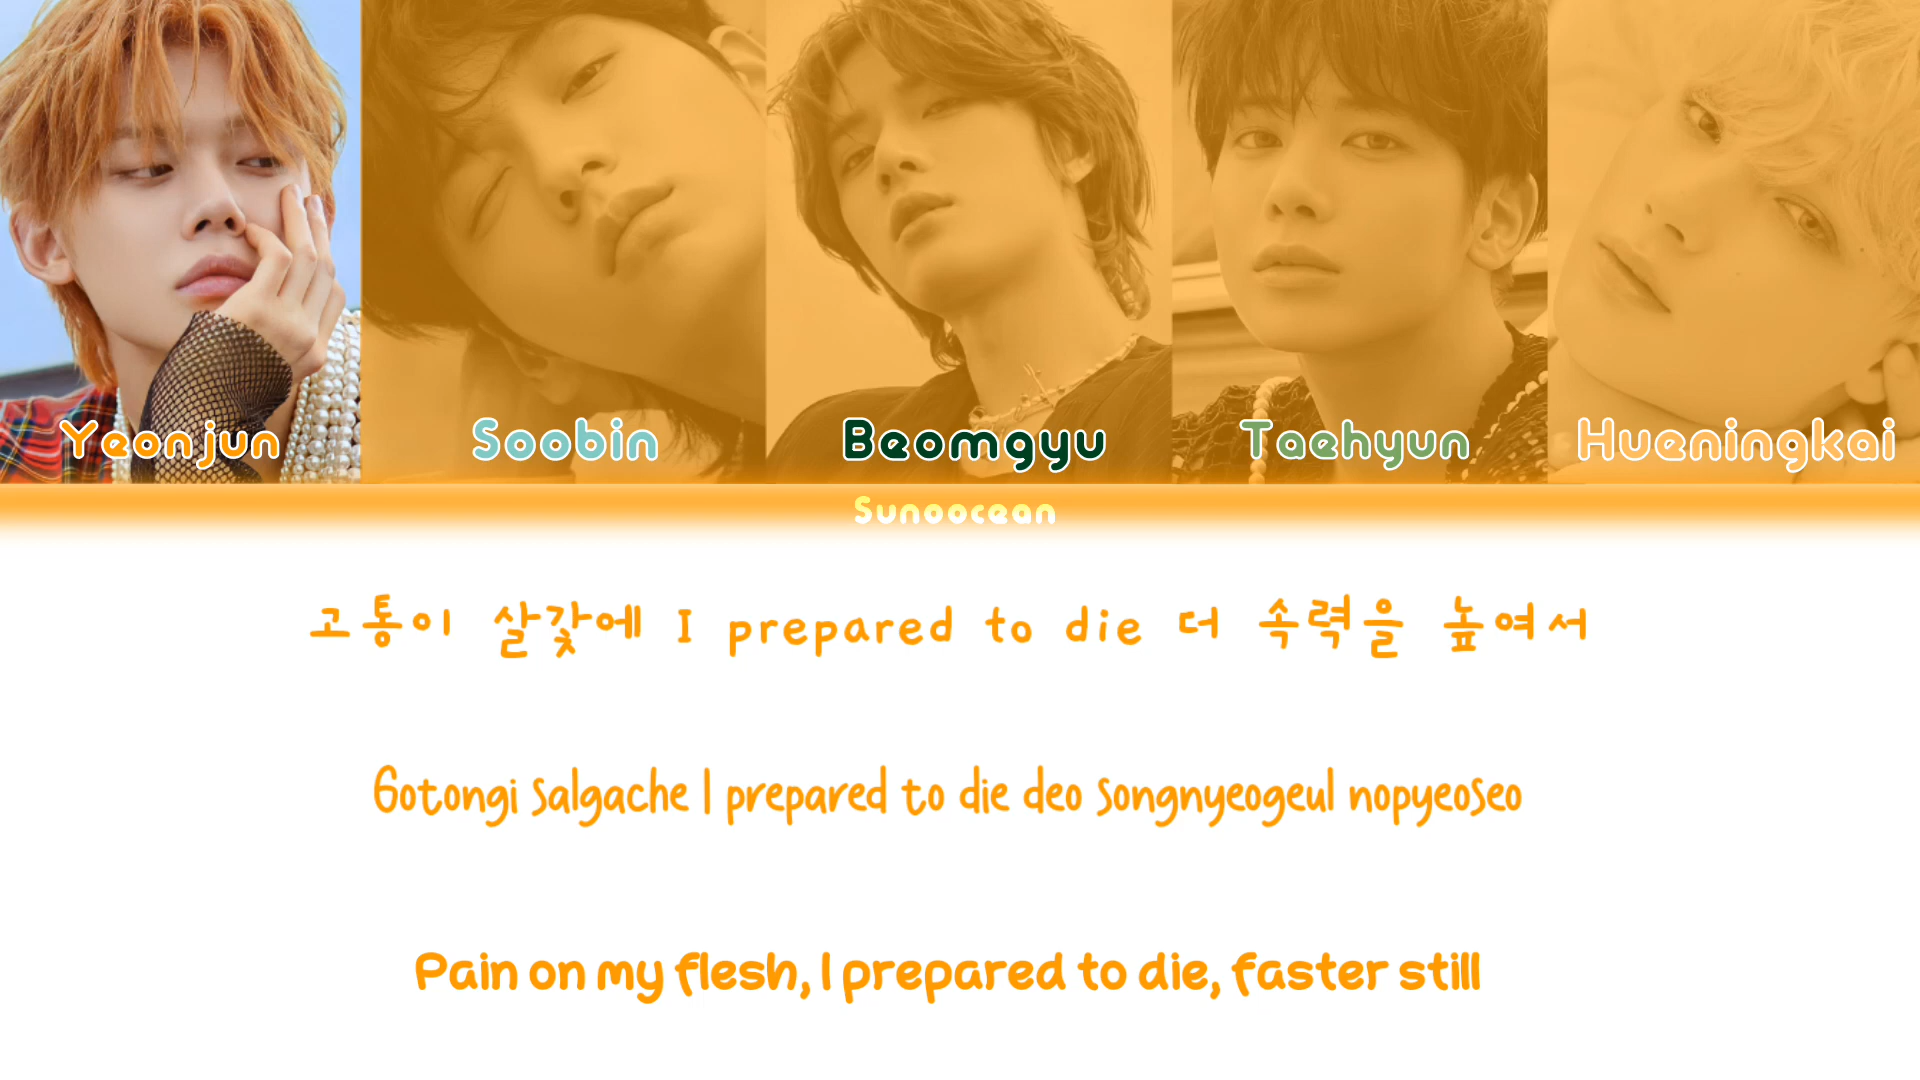 Yeonjun Soobin Beomgyu Taehyun Hueningkai
Sunoocean
고통이 살갗에 I prepared to die 더 속력을 높여서
Gotongi salgache I prepared to die deo songnyeogeul nopyeoseo
Pain on my flesh, I prepared to die, faster still